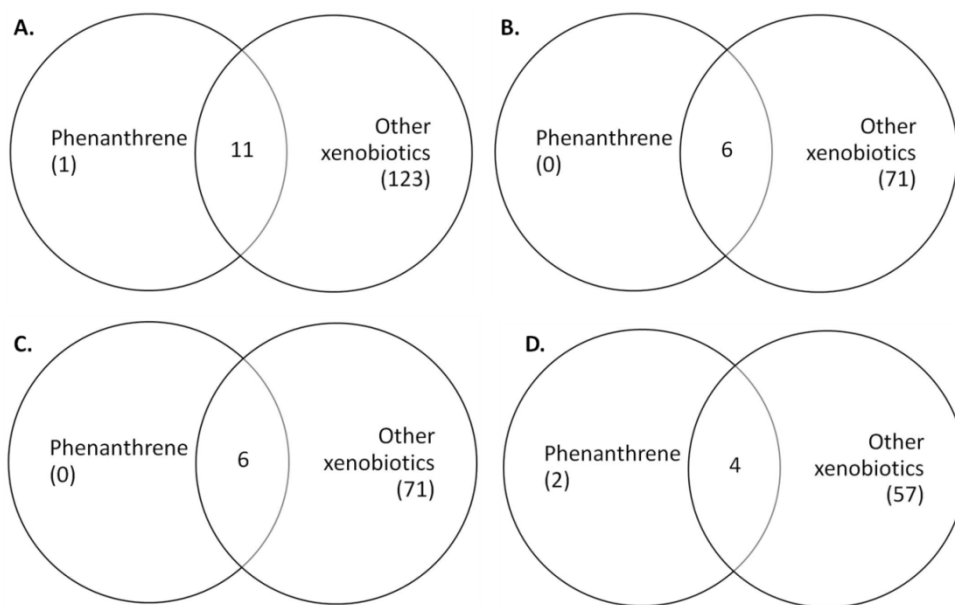 A.
Phenanthrene
(1)
11
Other
xenobiotics
(123)
B.
Phenanthrene
(0)
6
Other
xenobiotics
(71)
C.
Phenanthrene
(0)
6
Other
xenobiotics
(71)
D.
Phenanthrene
(2)
4
Other
xenobiotics
(57)